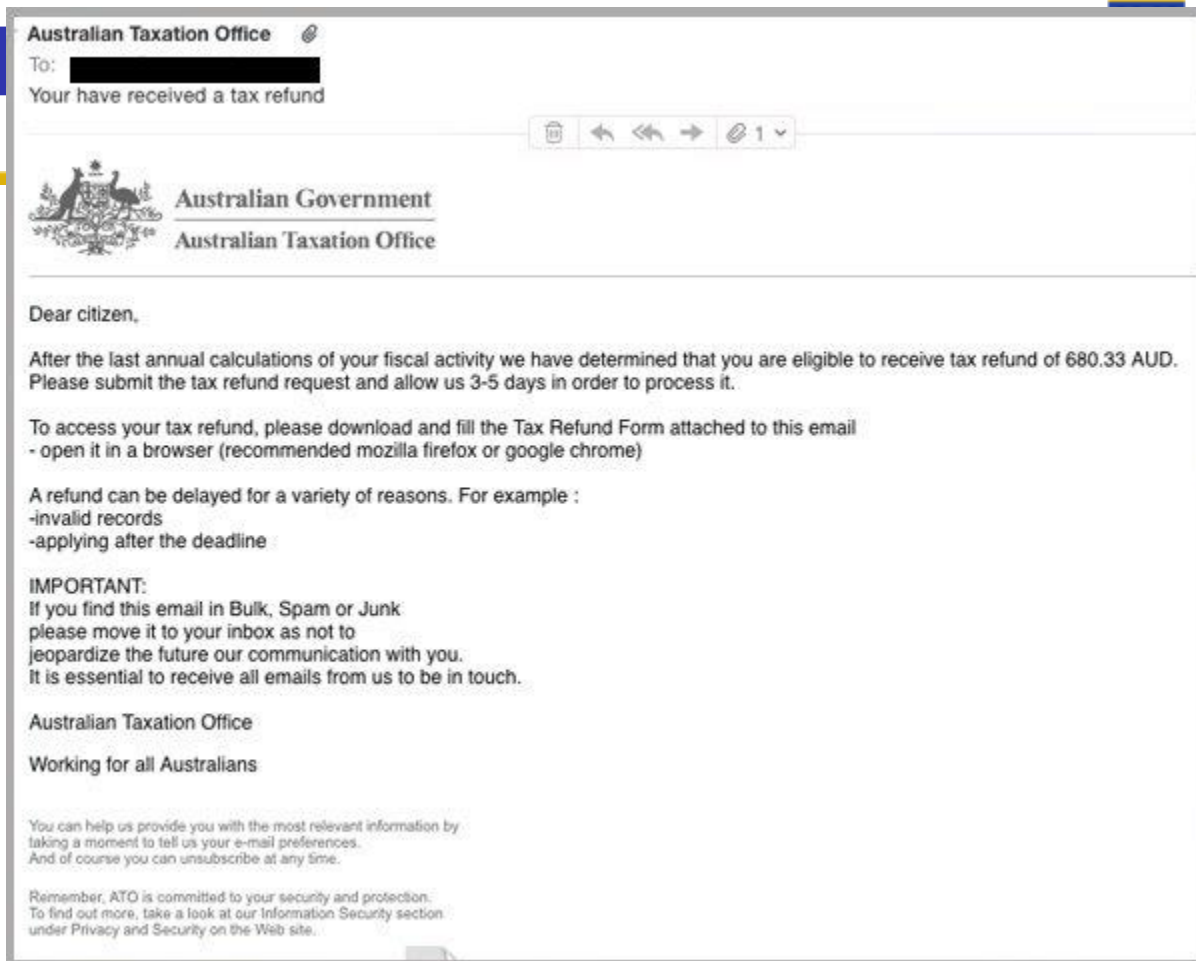 Australian Taxation Office
To:
Your have received a tax refund
1
Australian Government
Australian Taxation Office
Dear citizen,
After the last annual calculations of your fiscal activity we have determined that you are eligible to receive tax refund of 680.33 AUD.
Please submit the tax refund request and allow us 3-5 days in order to process it.
To access your tax refund, please download and fill the Tax Refund Form attached to this email
- open it in a browser (recommended mozilla firefox or google chrome)
A refund can be delayed for a variety of reasons. For example :
-invalid records
-applying after the deadline
IMPORTANT:
If you find this email in Bulk, Spam or Junk
please move it to your inbox as not to
jeopardize the future our communication with you.
It is essential to receive all emails from us to be in touch.
Australian Taxation Office
Working for all Australians
You can help us provide you with the most relevant information by
taking a moment to tell us your e-mail preferences.
And of course you can unsubscribe at any time.
Remember, ATO is committed to your security and protection.
To find out more, take a look at our Information Security section
under Privacy and Security on the Web site.